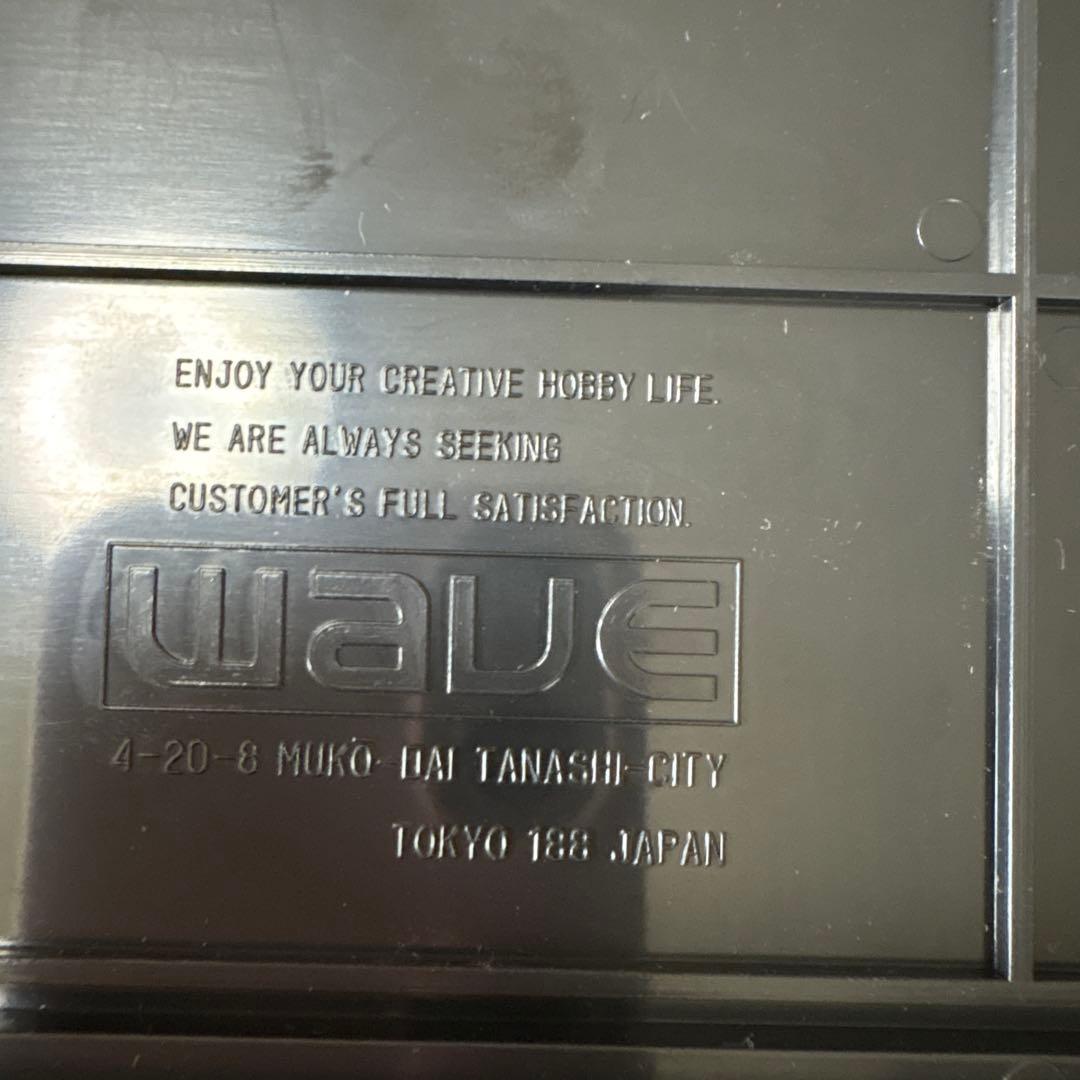 ENJOY YOUR CREATIVE HOBBY LIFE.
WE ARE ALWAYS SEEKING
CUSTOMER'S FULL SATISFACTION.
WAVE
4-20-8 MUKŌ-DAI TANASHI-CITY
TOKYO 188 JAPAN